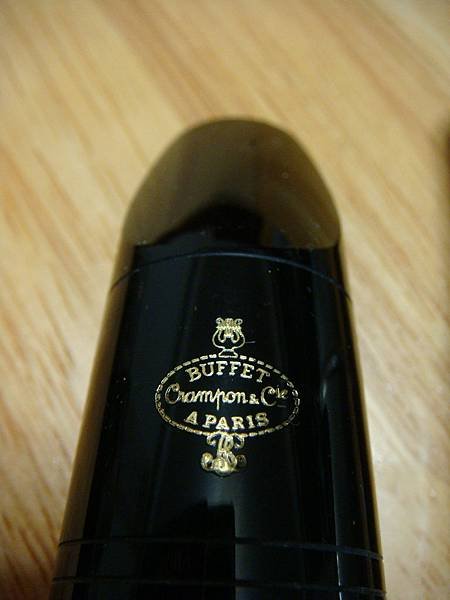 BUFFET
Crampon & Cie
A PARIS